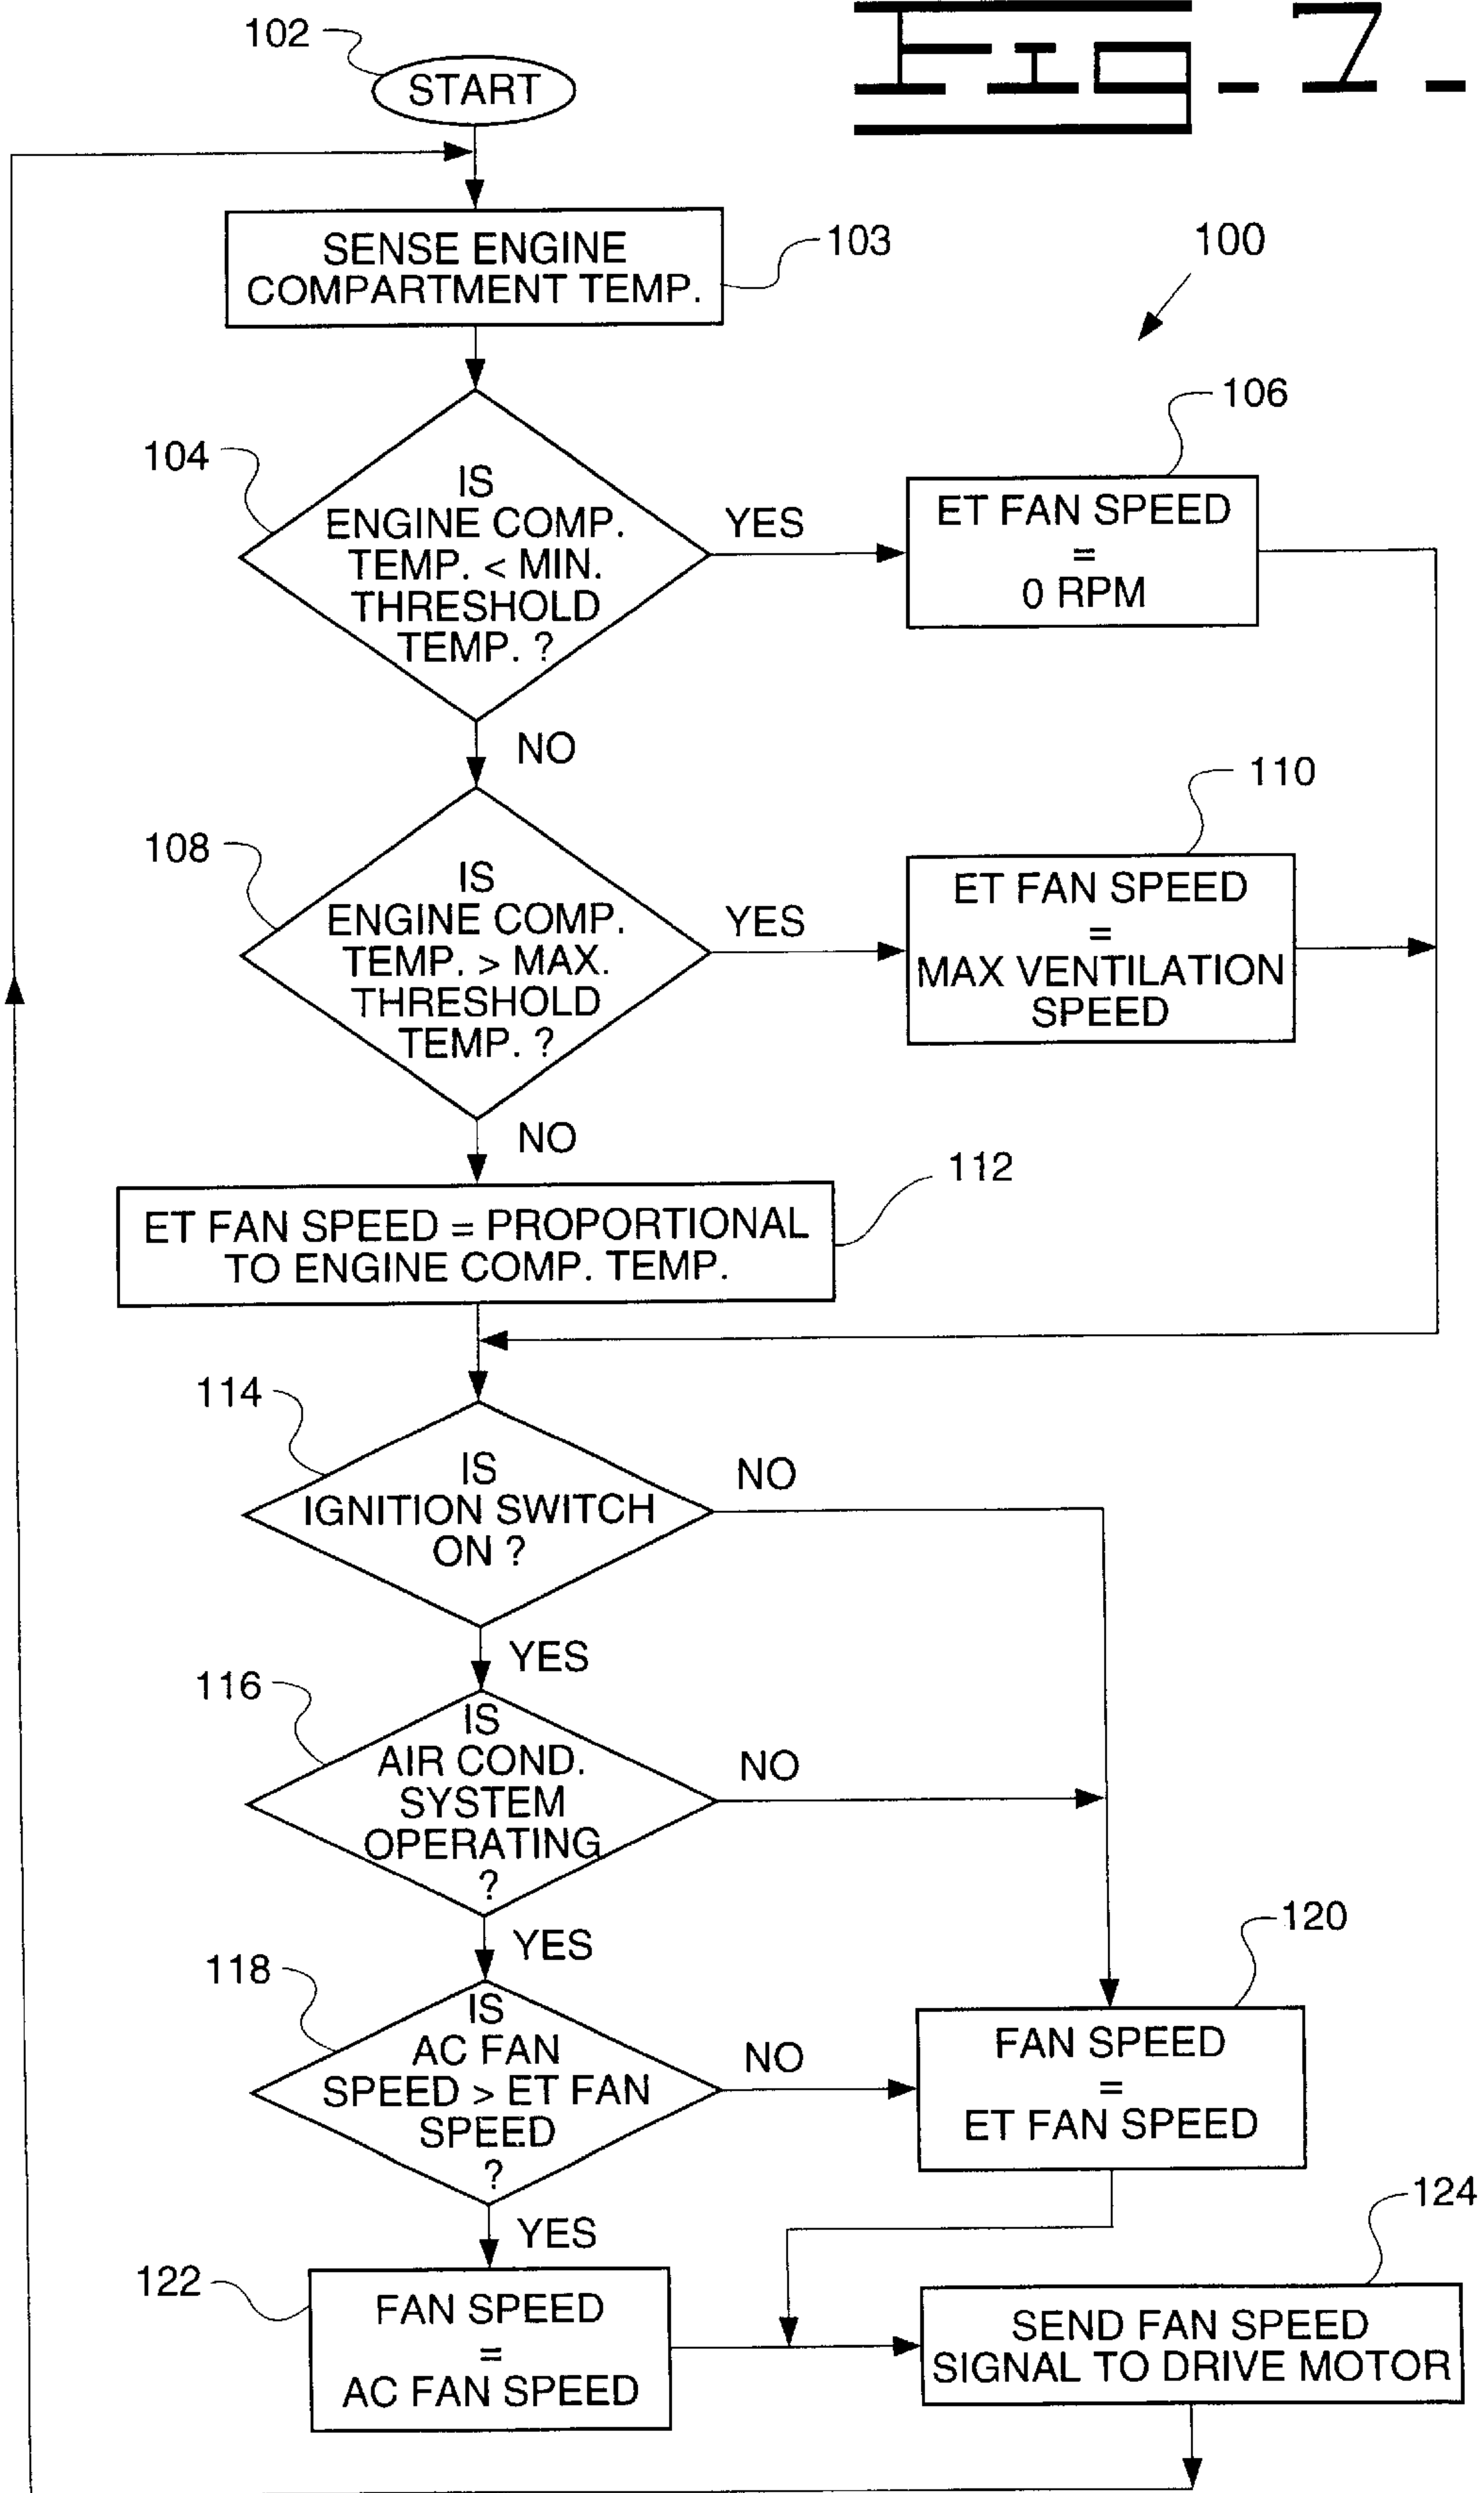 FIG-7-
102
START
SENSE ENGINE
COMPARTMENT TEMP.
103
100
104
IS
ENGINE COMP.
TEMP. < MIN.
THRESHOLD
TEMP. ?
YES
106
ET FAN SPEED
=
0 RPM
NO
108
IS
ENGINE COMP.
TEMP. > MAX.
THRESHOLD
TEMP. ?
YES
110
ET FAN SPEED
=
MAX VENTILATION
SPEED
NO
112
ET FAN SPEED = PROPORTIONAL
TO ENGINE COMP. TEMP.
114
IS
IGNITION SWITCH
ON ?
NO
YES
116
IS
AIR COND.
SYSTEM
OPERATING
?
NO
YES
118
IS
AC FAN
SPEED > ET FAN
SPEED
?
NO
120
FAN SPEED
=
ET FAN SPEED
YES
122
FAN SPEED
=
AC FAN SPEED
124
SEND FAN SPEED
SIGNAL TO DRIVE MOTOR